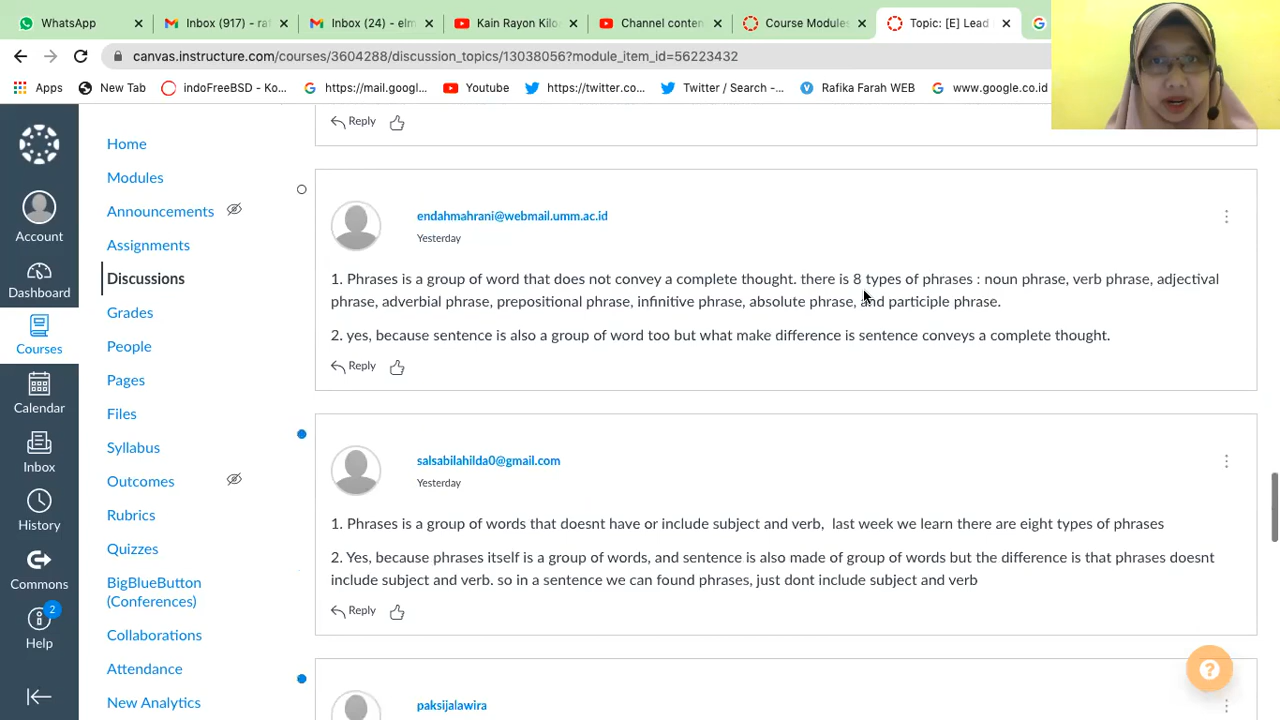 WhatsApp
Inbox (917) - ra
Inbox (24) - elm
Kain Rayon Kilo
Channel conten
Course Modules
Topic: [E] Lead
canvas.instructure.com/courses/3604288/discussion_topics/13038056?module_item_id=56223432
Apps
New Tab
indoFreeBSD - Ko...
https://mail.googl...
Youtube
https://twitter.co...
Twitter / Search -...
Rafika Farah WEB
www.google.co.id
Account
Dashboard
Courses
Calendar
Inbox
History
Commons
2
Help
Home
Modules
Announcements
Assignments
Discussions
Grades
People
Pages
Files
Syllabus
Outcomes
Rubrics
Quizzes
BigBlueButton
(Conferences)
Collaborations
Attendance
New Analytics
Reply
endahmahrani@webmail.umm.ac.id
Yesterday
1. Phrases is a group of word that does not convey a complete thought. there is 8 types of phrases : noun phrase, verb phrase, adjectival
phrase, adverbial phrase, prepositional phrase, infinitive phrase, absolute phrase, and participle phrase.
2. yes, because sentence is also a group of word too but what make difference is sentence conveys a complete thought.
Reply
salsabilahilda0@gmail.com
Yesterday
1. Phrases is a group of words that doesnt have or include subject and verb, last week we learn there are eight types of phrases
2. Yes, because phrases itself is a group of words, and sentence is also made of group of words but the difference is that phrases doesnt
include subject and verb. so in a sentence we can found phrases, just dont include subject and verb
Reply
paksijalawira